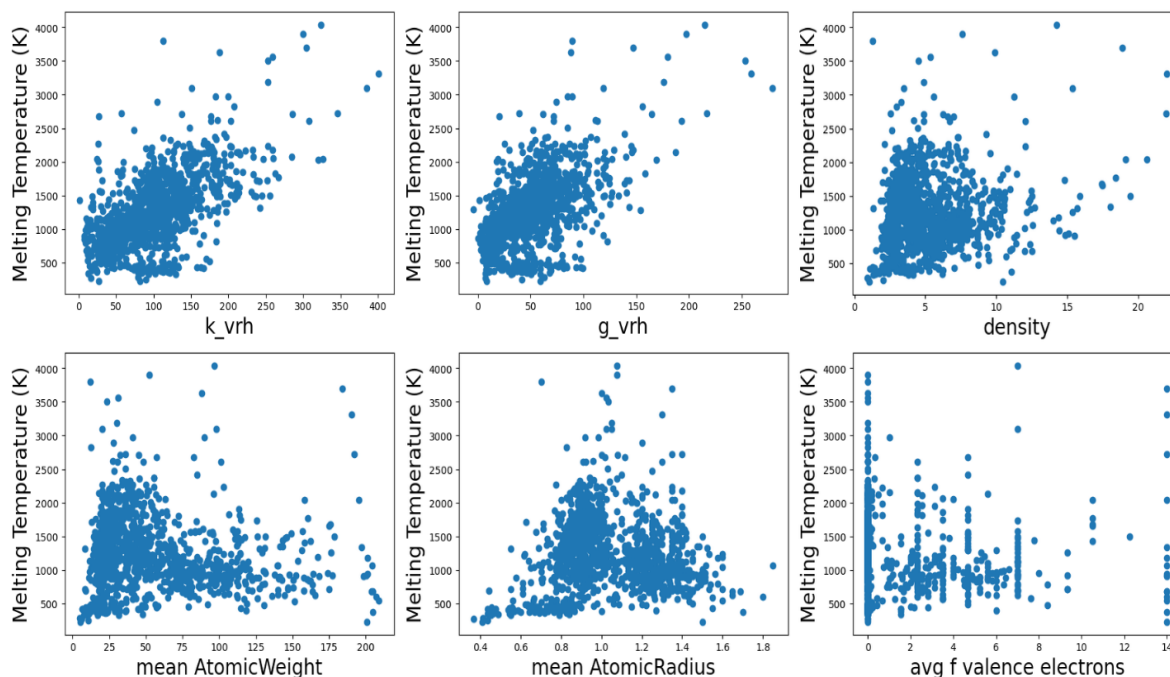 Melting Temperature (K)
4000
3500
3000
2500
2000
1500
1000
500
0 50 100 150 200 250 300 350 400
k_vrh
Melting Temperature (K)
4000
3500
3000
2500
2000
1500
1000
500
0 50 100 150 200 250
g_vrh
Melting Temperature (K)
4000
3500
3000
2500
2000
1500
1000
500
0 5 10 15 20
density
Melting Temperature (K)
4000
3500
3000
2500
2000
1500
1000
500
0 25 50 75 100 125 150 175 200
mean AtomicWeight
Melting Temperature (K)
4000
3500
3000
2500
2000
1500
1000
500
0.4 0.6 0.8 1.0 1.2 1.4 1.6 1.8
mean AtomicRadius
Melting Temperature (K)
4000
3500
3000
2500
2000
1500
1000
500
0 2 4 6 8 10 12 14
avg f valence electrons